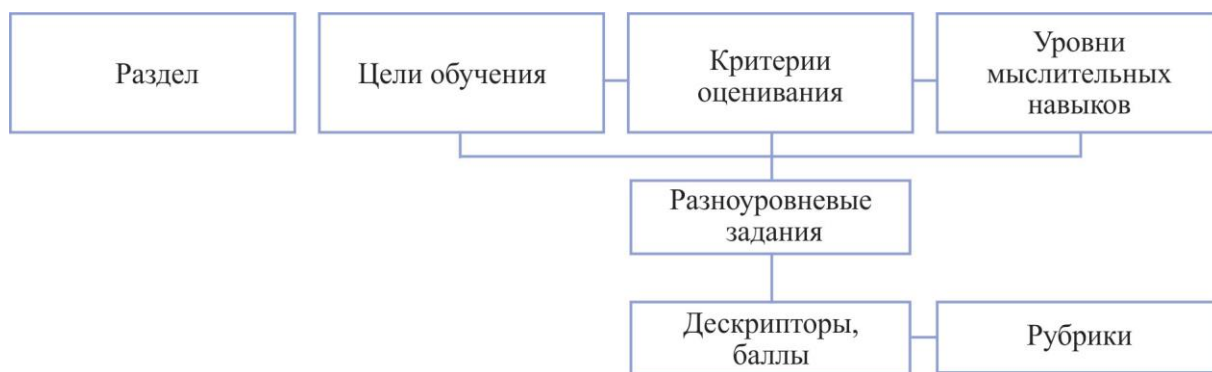 Раздел
Цели обучения
Критерии
оценивания
Уровни
мыслительных
навыков
Разноуровневые
задания
Дескрипторы,
баллы
Рубрики